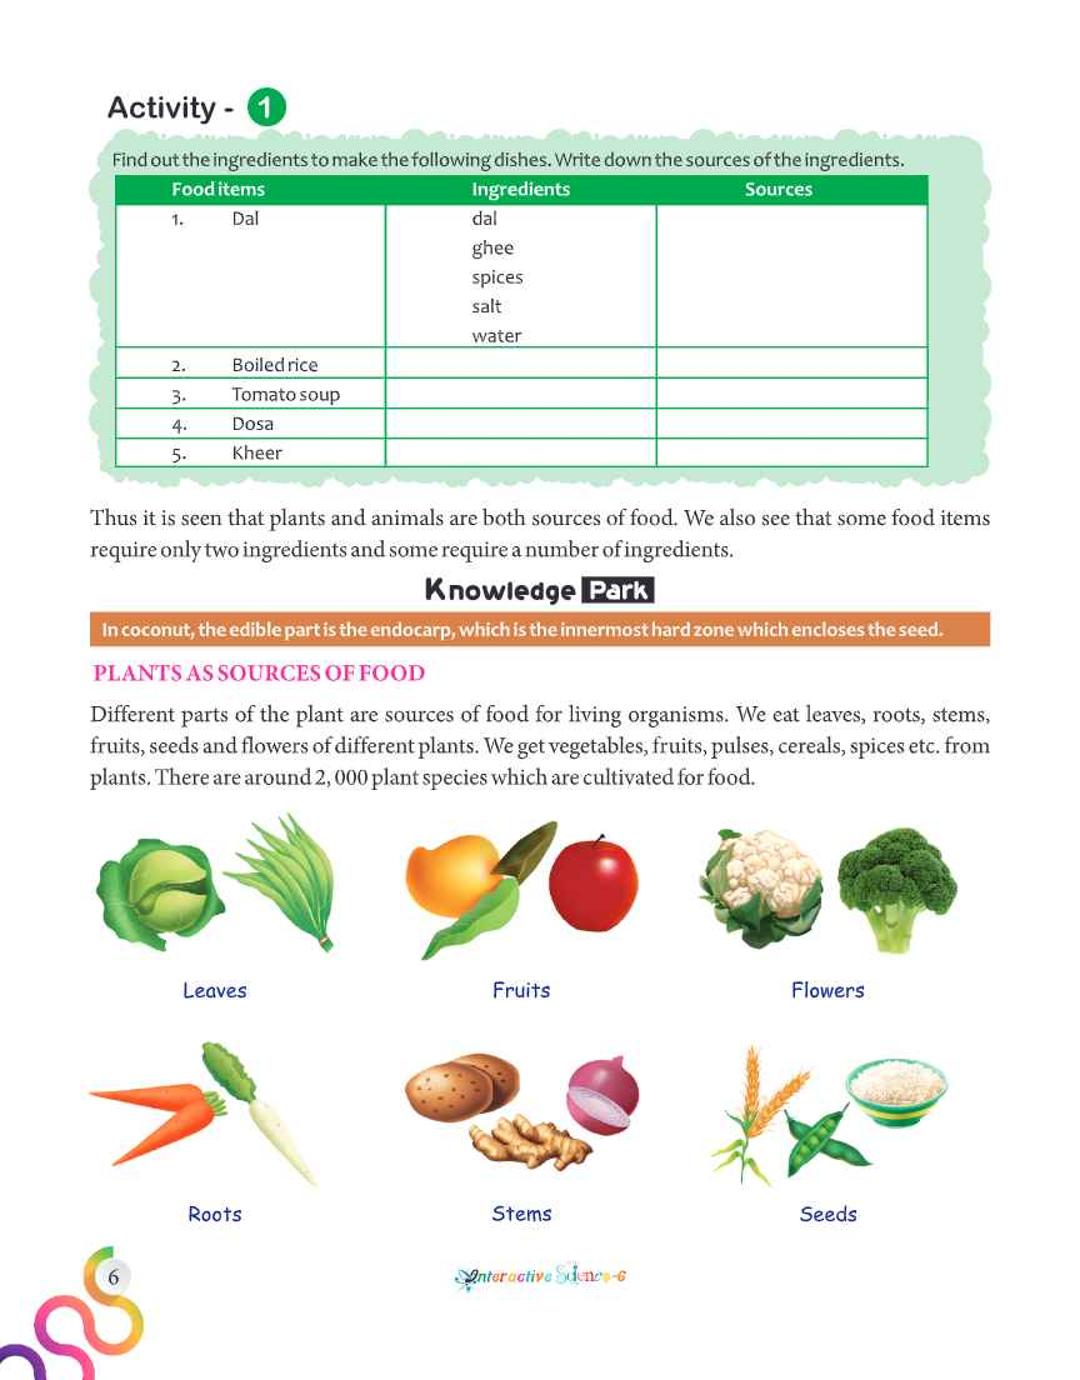 Activity - 1
Find out the ingredients to make the following dishes. Write down the sources of the ingredients.
Food items Ingredients Sources
1. Dal dal
ghee
spices
salt
water
2. Boiled rice
3. Tomato soup
4. Dosa
5. Kheer
Thus it is seen that plants and animals are both sources of food. We also see that some food items
require only two ingredients and some require a number of ingredients.
Knowledge Park
In coconut, the edible part is the endocarp, which is the innermost hard zone which encloses the seed.
PLANTS AS SOURCES OF FOOD
Different parts of the plant are sources of food for living organisms. We eat leaves, roots, stems,
fruits, seeds and flowers of different plants. We get vegetables, fruits, pulses, cereals, spices etc. from
plants. There are around 2, 000 plant species which are cultivated for food.
Leaves Fruits Flowers
Roots Stems Seeds
6 Interactive Science-6